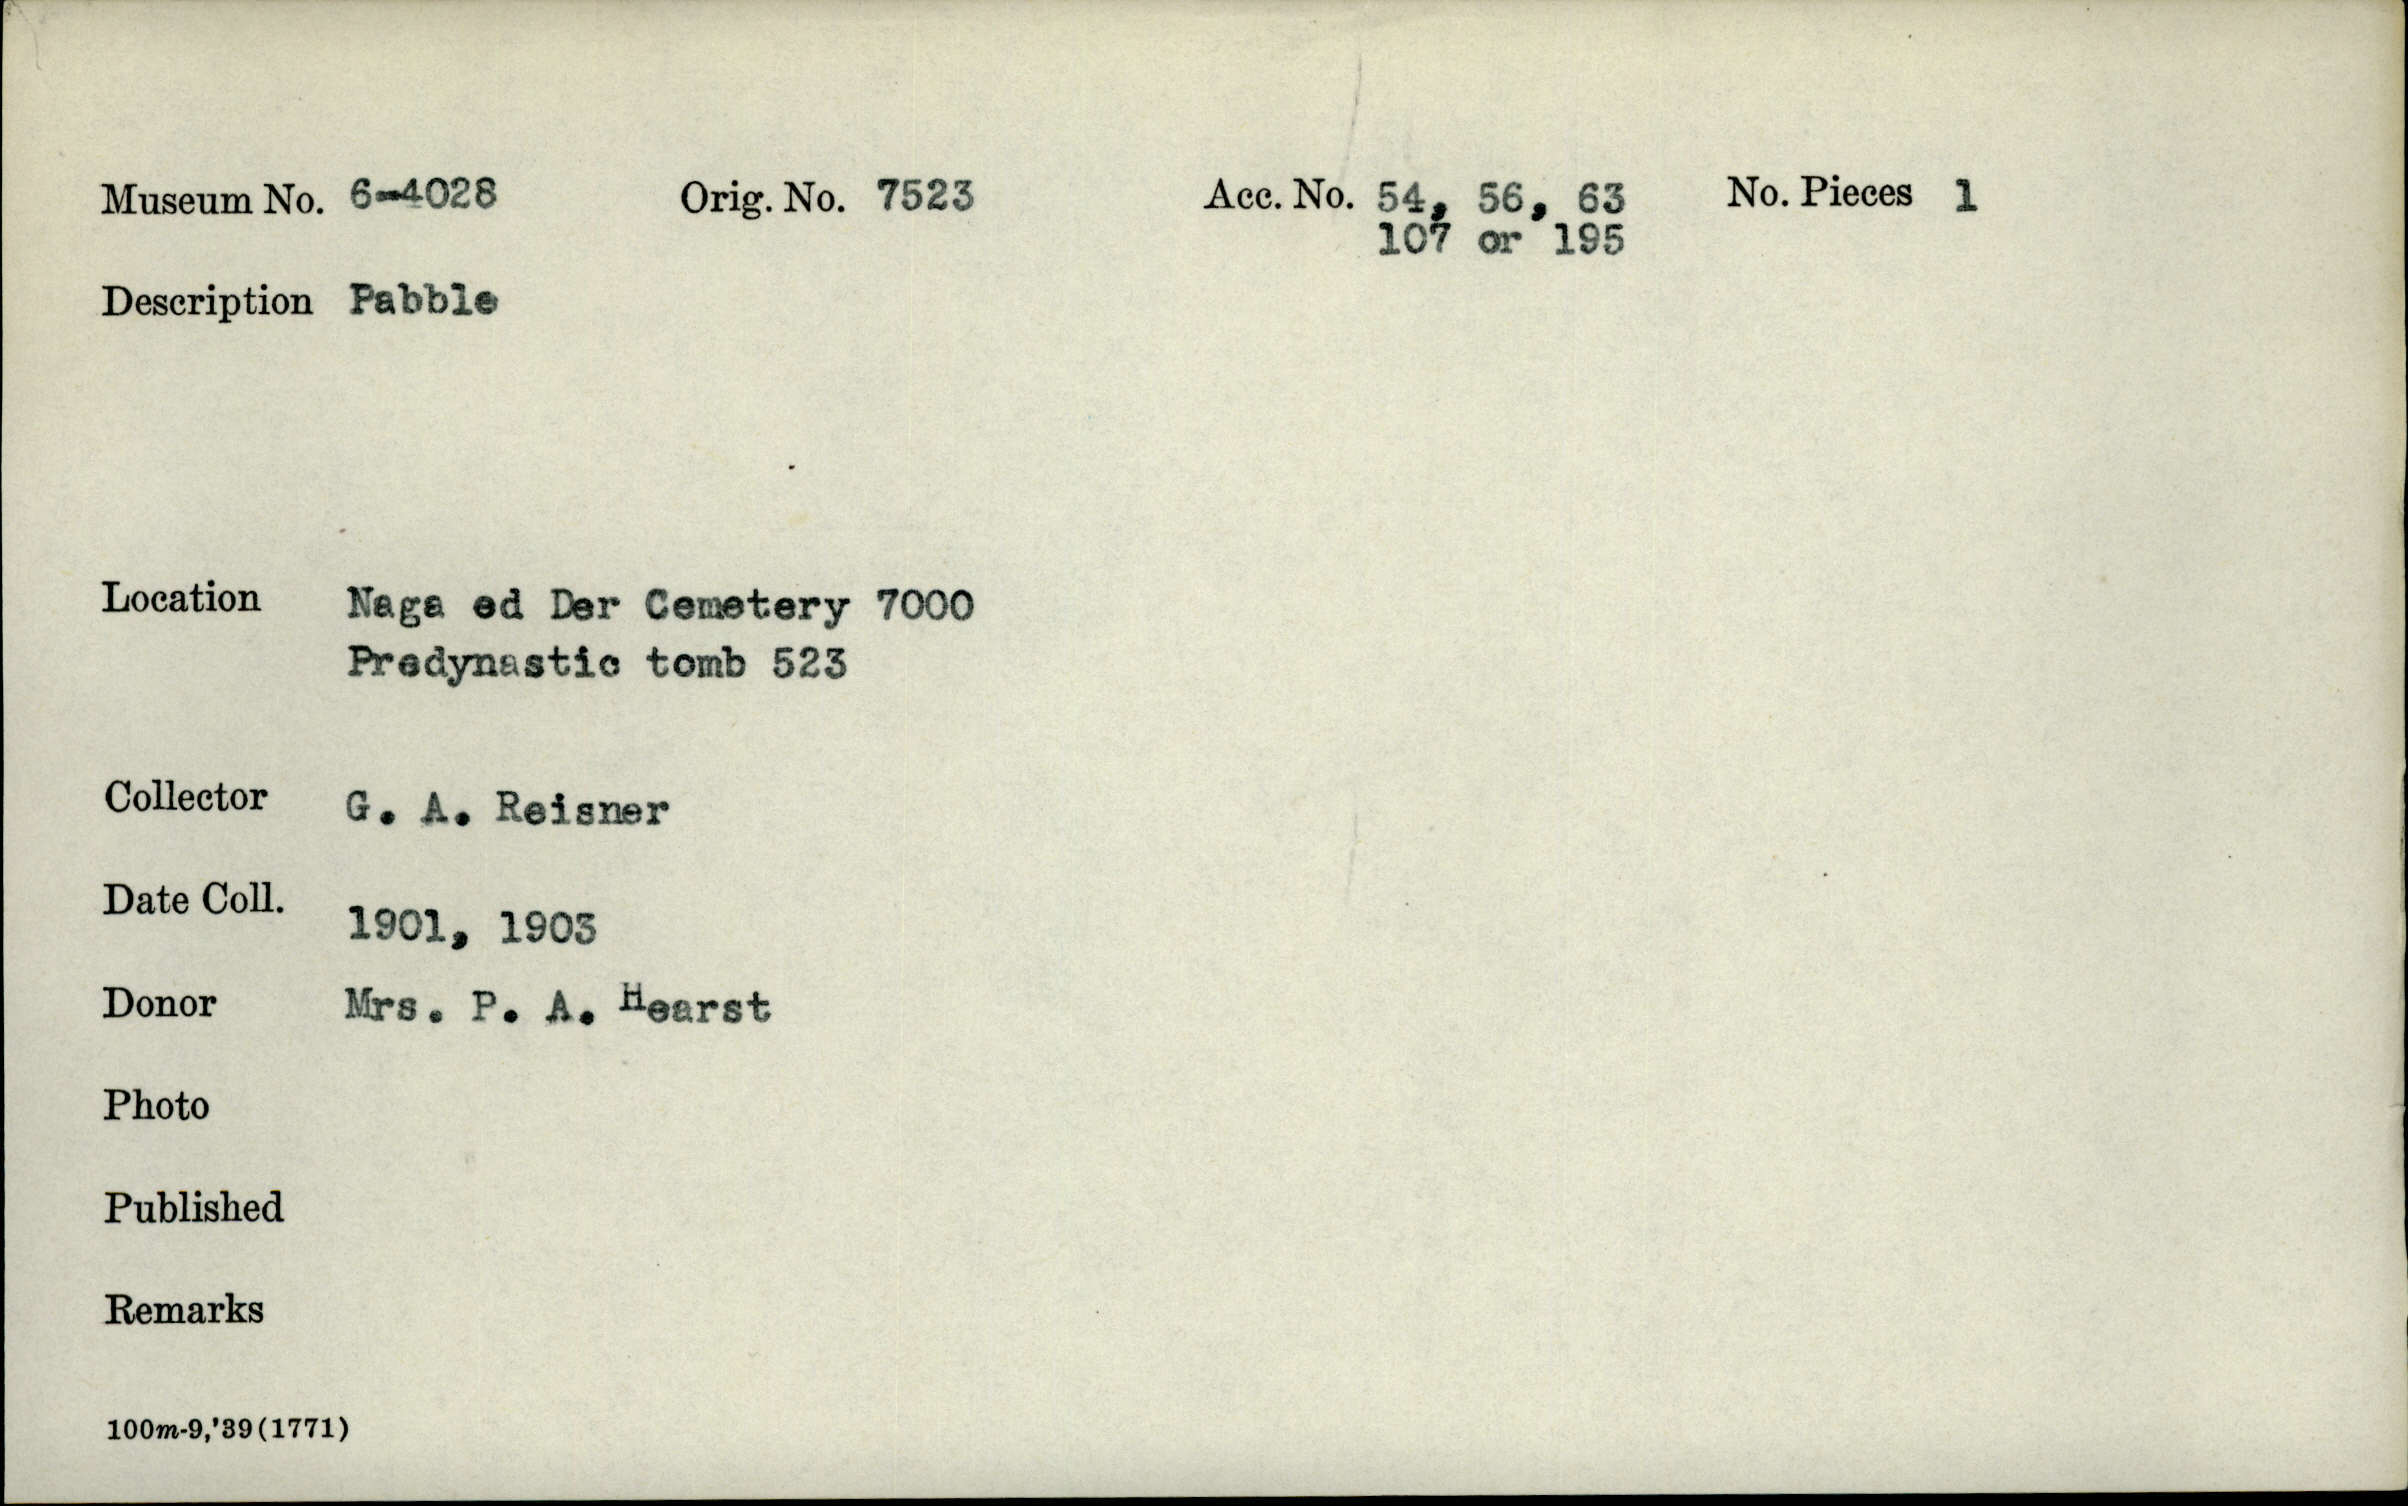 Museum No. 6-4028 Orig. No. 7523 Acc. No. 54, 56, 63 No. Pieces 1
107 or 195
Description Pabble
Location Naga ed Der Cemetery 7000
Predynastic tomb 523
Collector G. A. Reisner
Date Coll. 1901, 1903
Donor Mrs. P. A. Hearst
Photo
Published
Remarks
100m-9,'39(1771)